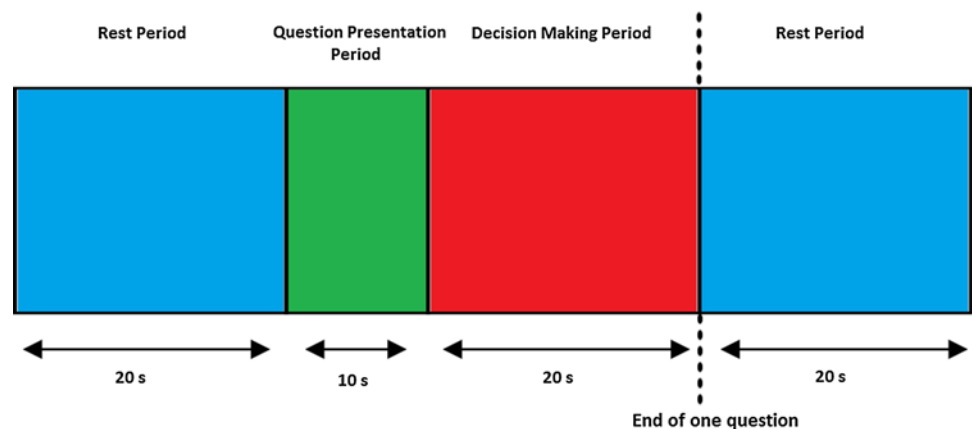 Rest Period
Question Presentation
Period
Decision Making Period
Rest Period
20 s
10 s
20 s
20 s
End of one question